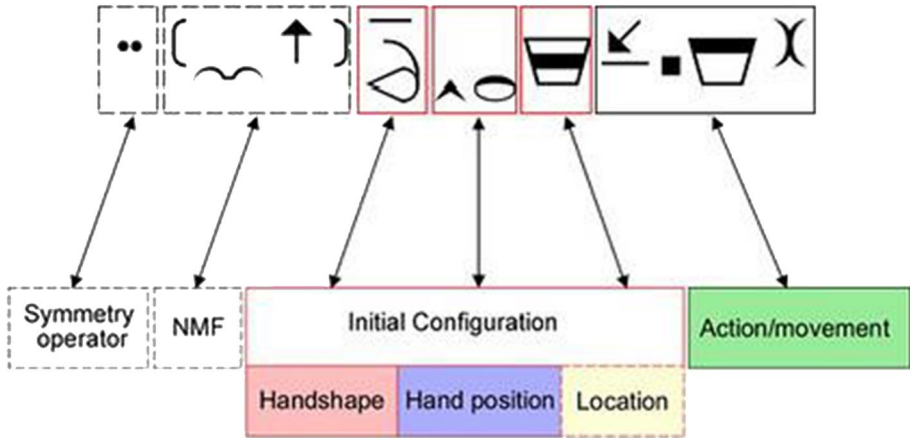 Symmetry
operator
NMF
Initial Configuration
Action/movement
Handshape
Hand position
Location